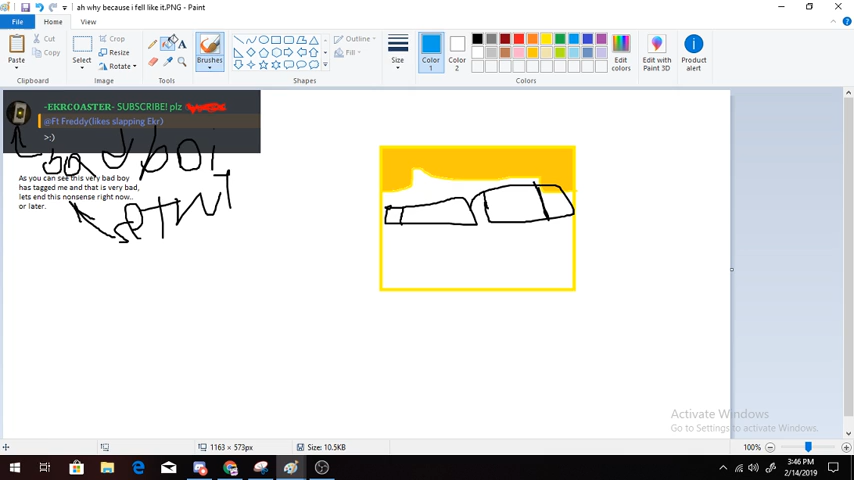 ah why because i fell like it.PNG - Paint
File
Home
View
Paste
Cut
Copy
Clipboard
Select
Crop
Resize
Rotate
Image
Tools
Brushes
Shapes
Outline
Fill
Size
Color 1
Color 2
Colors
Edit colors
Edit with Paint 3D
Product alert
-EKRCOASTER- SUBSCRIBE! plz
@Ft Freddy(likes slapping Ekr)
>:)
bad boi
As you can see this very bad boy
has tagged me and that is very bad,
lets end this nonsense right now..
or later.
Activate Windows
Go to Settings to activate Windows.
1163 × 573px
Size: 10.5KB
100%
3:46 PM
2/14/2019